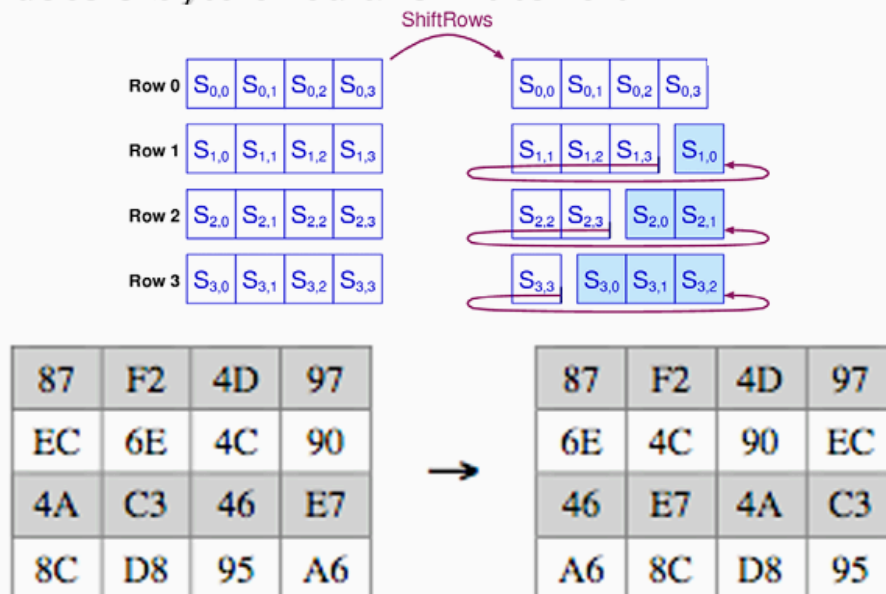 ShiftRows
Row 0 S0,0 S0,1 S0,2 S0,3 S0,0 S0,1 S0,2 S0,3
Row 1 S1,0 S1,1 S1,2 S1,3 S1,1 S1,2 S1,3 S1,0
Row 2 S2,0 S2,1 S2,2 S2,3 S2,2 S2,3 S2,0 S2,1
Row 3 S3,0 S3,1 S3,2 S3,3 S3,3 S3,0 S3,1 S3,2
87 F2 4D 97 87 F2 4D 97
EC 6E 4C 90 → 6E 4C 90 EC
4A C3 46 E7 46 E7 4A C3
8C D8 95 A6 A6 8C D8 95